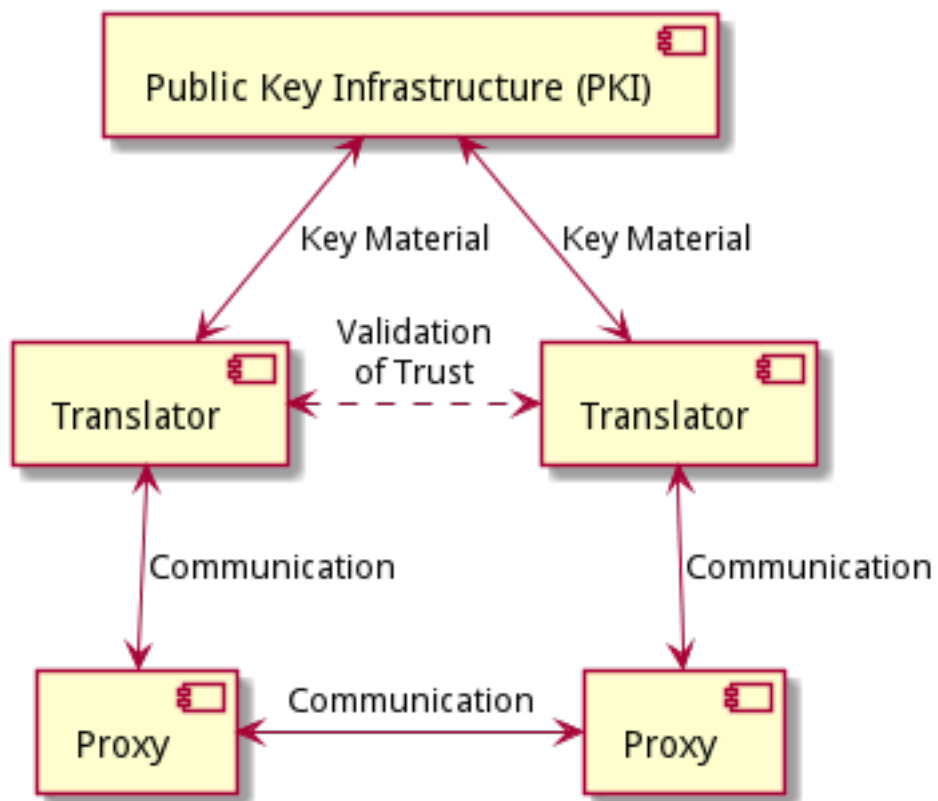 Public Key Infrastructure (PKI)
Key Material
Key Material
Validation
of Trust
Translator
Translator
Communication
Communication
Communication
Proxy
Proxy